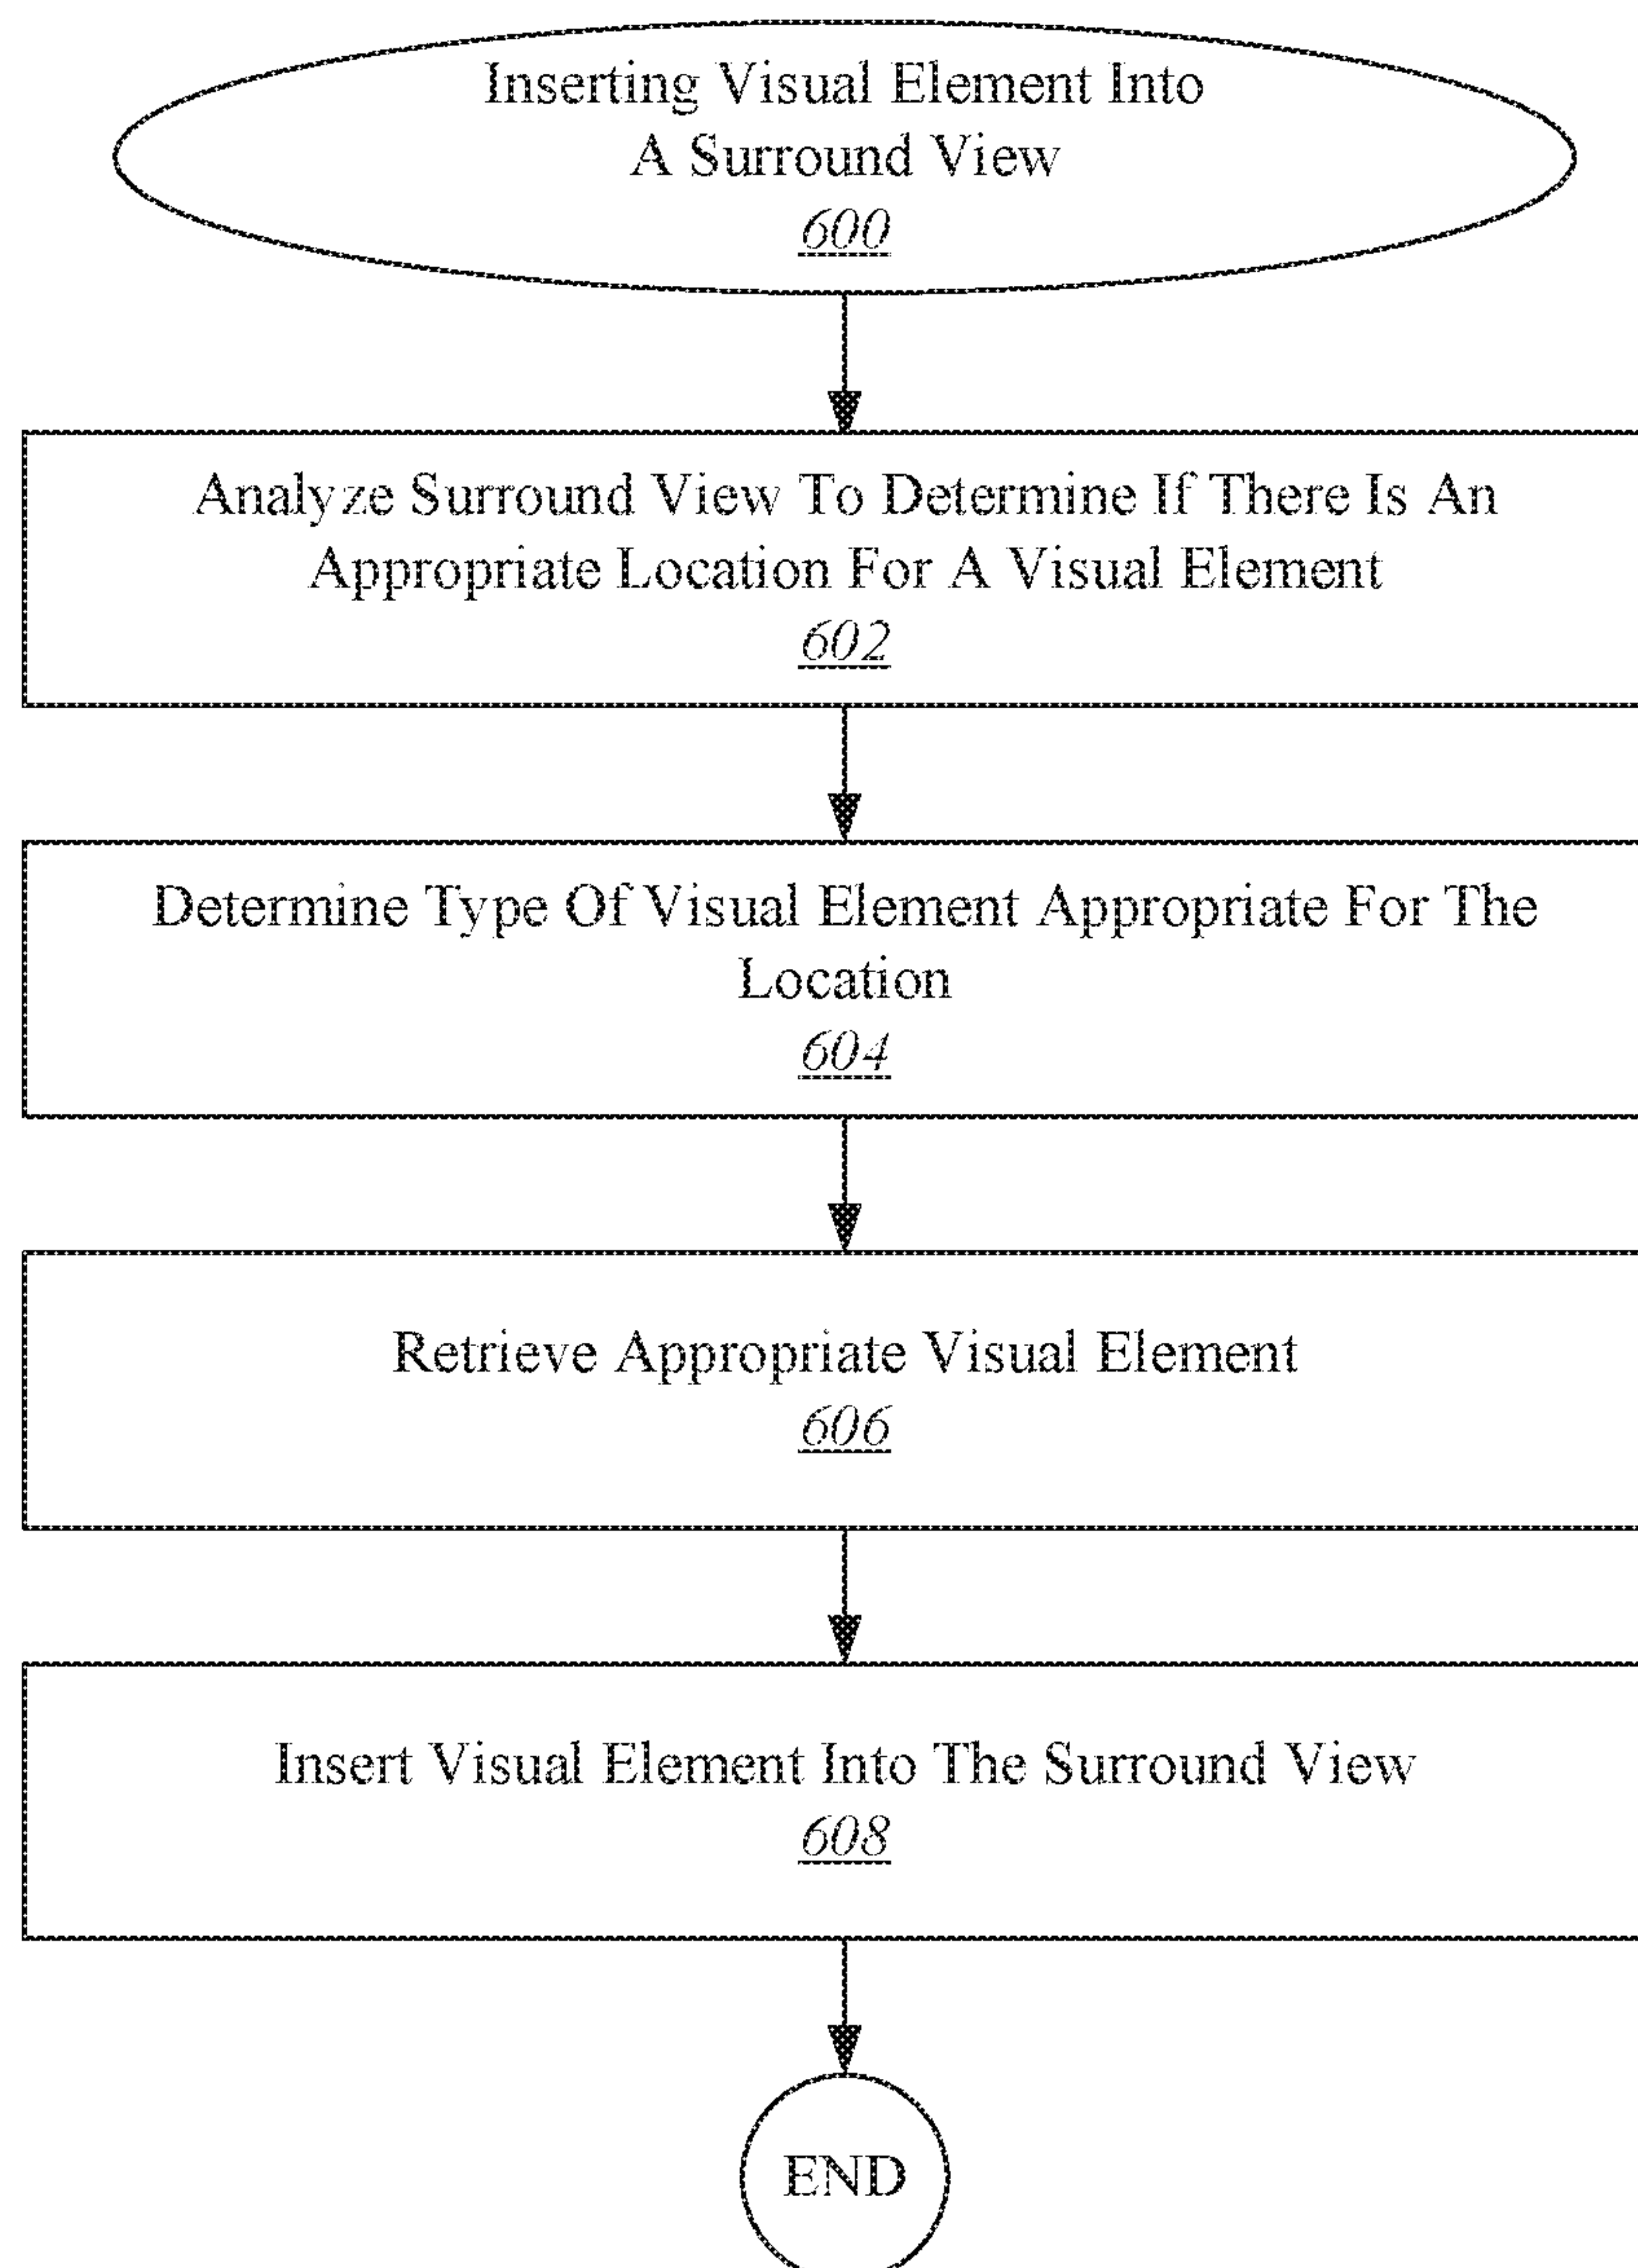 Inserting Visual Element Into
A Surround View
600
Analyze Surround View To Determine If There Is An
Appropriate Location For A Visual Element
602
Determine Type Of Visual Element Appropriate For The
Location
604
Retrieve Appropriate Visual Element
606
Insert Visual Element Into The Surround View
608
END